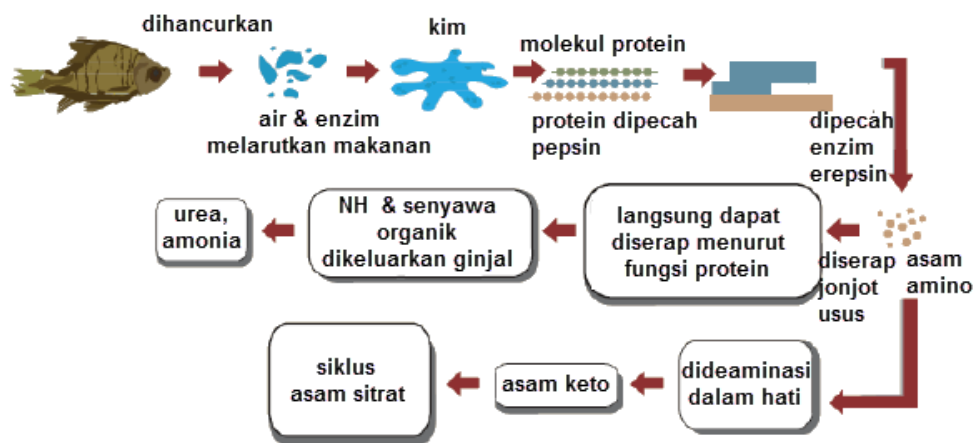 dihancurkan
air & enzim
melarutkan makanan
kim
molekul protein
protein dipecah
pepsin
dipecah
enzim
erepsin
asam
amino
diserap
jonjot
usus
langsung dapat
diserap menurut
fungsi protein
NH & senyawa
organik
dikeluarkan ginjal
urea,
amonia
dideaminasi
dalam hati
asam keto
siklus
asam sitrat